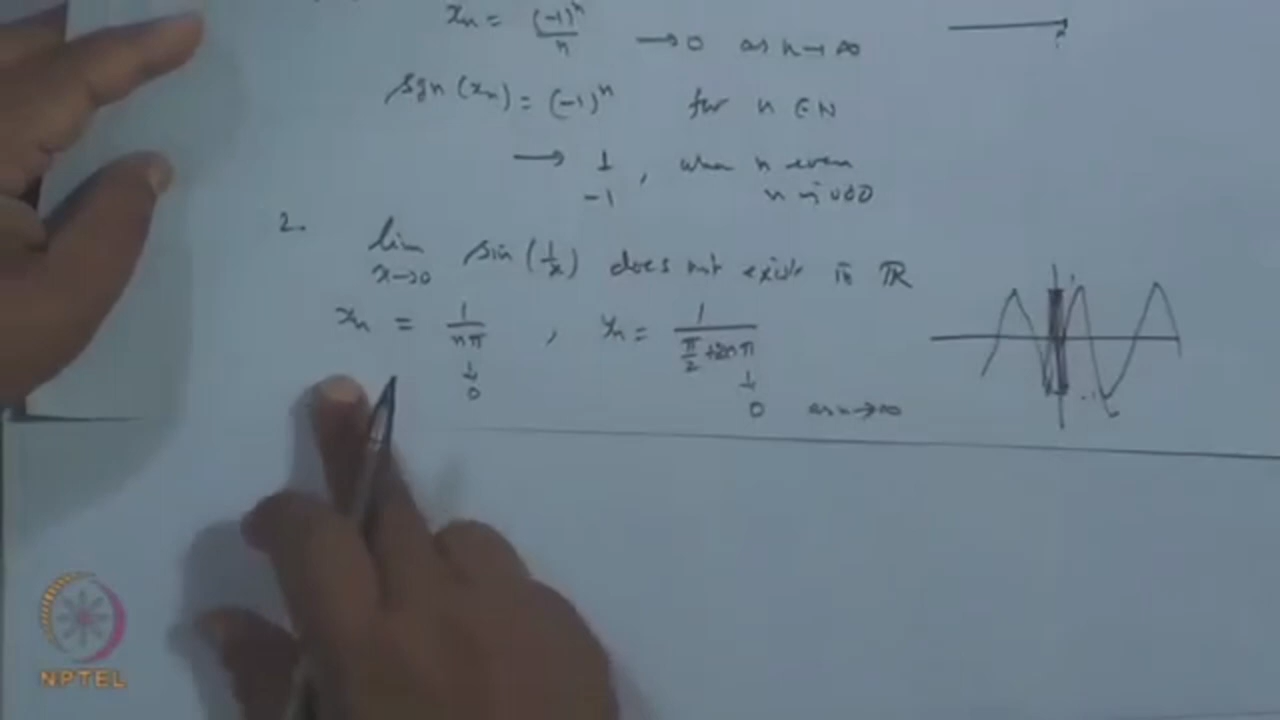 xn = (-1)^n / n → 0 as n → ∞
sgn (xn) = (-1)^n for n ∈ N
→ 1 , when n even
-1 n is odd
2. lim x→0 sin (1/x) does not exist in ℝ
xn = 1/nπ , yn = 1/(π/2 + 2nπ)
↓ ↓
0 0 as n→∞
NPTEL